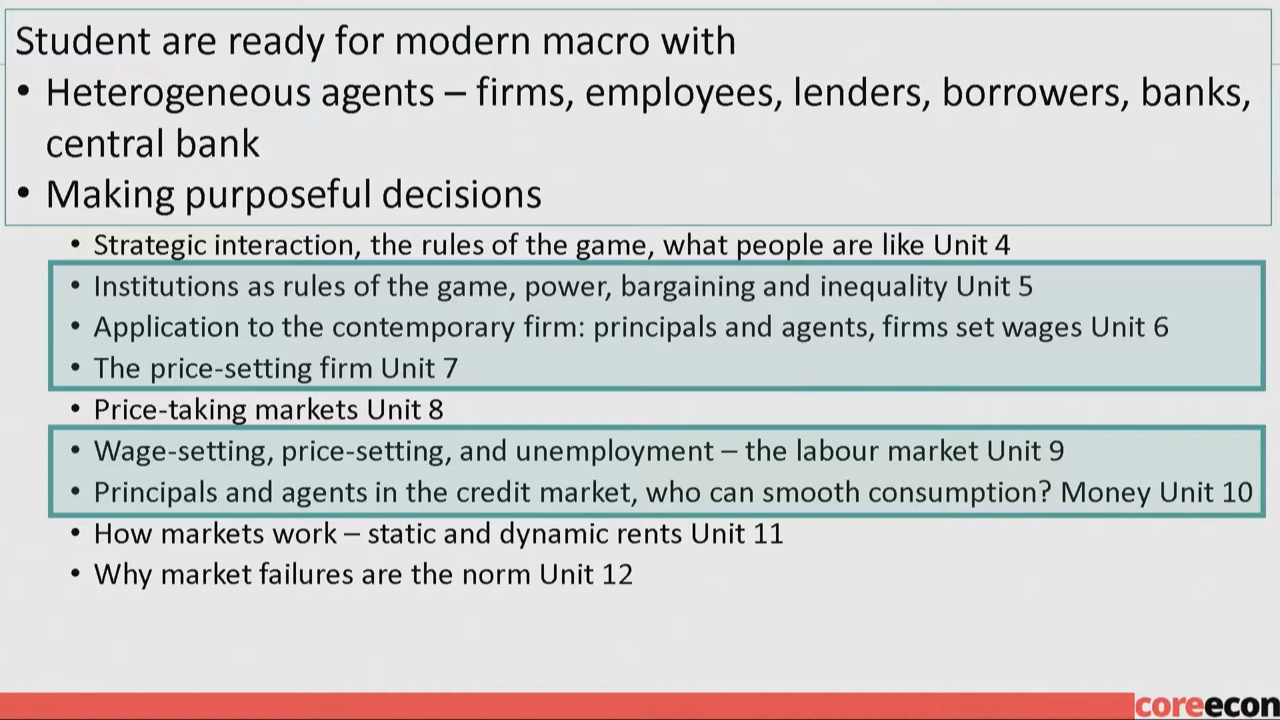 Student are ready for modern macro with
• Heterogeneous agents – firms, employees, lenders, borrowers, banks,
central bank
• Making purposeful decisions
• Strategic interaction, the rules of the game, what people are like Unit 4
• Institutions as rules of the game, power, bargaining and inequality Unit 5
• Application to the contemporary firm: principals and agents, firms set wages Unit 6
• The price-setting firm Unit 7
• Price-taking markets Unit 8
• Wage-setting, price-setting, and unemployment – the labour market Unit 9
• Principals and agents in the credit market, who can smooth consumption? Money Unit 10
• How markets work – static and dynamic rents Unit 11
• Why market failures are the norm Unit 12
coreecon